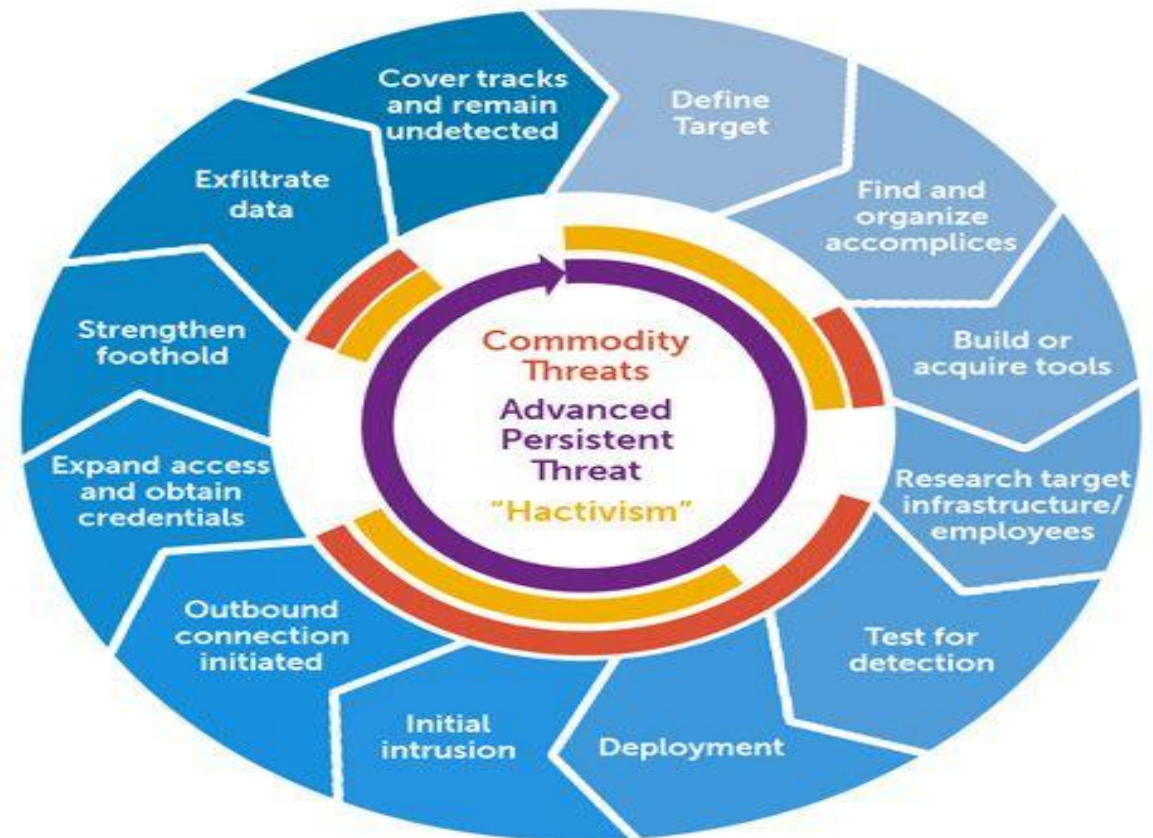 Cover tracks
and remain
undetected
Define
Target
Find and
organize
accomplices
Build or
acquire tools
Research target
infrastructure/
employees
Test for
detection
Deployment
Initial
intrusion
Outbound
connection
initiated
Expand access
and obtain
credentials
Strengthen
foothold
Exfiltrate
data
Commodity
Threats
Advanced
Persistent
Threat
"Hactivism"